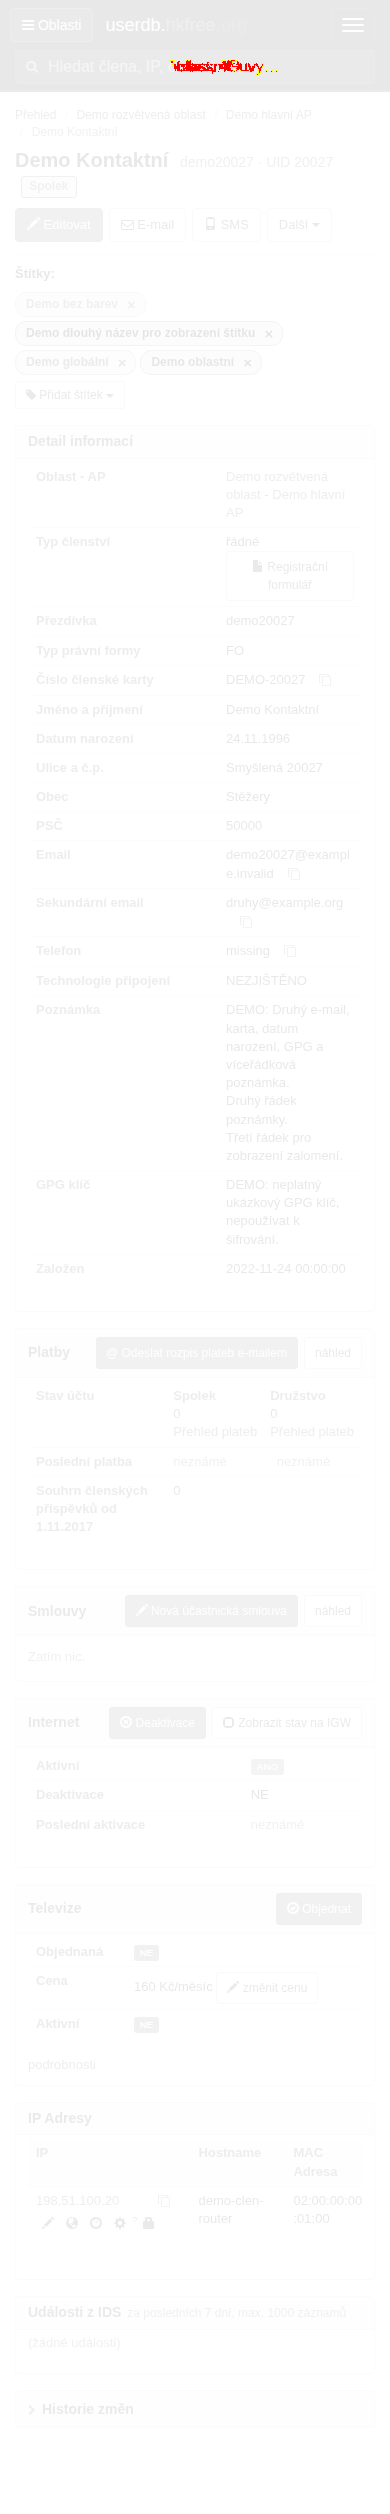 Oblasti
userdb.hkfree.org
Hledat člena, IP,
Přehled / Demo rozvětvená oblast / Demo hlavní AP
/ Demo Kontaktní
Demo Kontaktní demo20027 - UID 20027
Spolek
Editovat E-mail SMS Další
Štítky:
Demo bez barev ×
Demo dlouhý název pro zobrazení štítku ×
Demo globální × Demo oblastní ×
Přidat štítek
Detail informací
Oblast - AP Demo rozvětvená
oblast - Demo hlavní
AP
Typ členství řádné
Registrační
formulář
Přezdívka demo20027
Typ právní formy FO
Číslo členské karty DEMO-20027
Jméno a příjmení Demo Kontaktní
Datum narození 24.11.1996
Ulice a č.p. Smyšlená 20027
Obec Stěžery
PSČ 50000
Email demo20027@exampl
e.invalid
Sekundární email druhy@example.org
Telefon missing
Technologie připojení NEZJIŠTĚNO
Poznámka DEMO: Druhý e-mail,
karta, datum
narození, GPG a
víceřádková
poznámka.
Druhý řádek
poznámky.
Třetí řádek pro
zobrazení zalomení.
GPG klíč DEMO: neplatný
ukázkový GPG klíč,
nepoužívat k
šifrování.
Založen 2022-11-24 00:00:00
Platby @ Odeslat rozpis plateb e-mailem náhled
Stav účtu Spolek Družstvo
0 0
Přehled plateb Přehled plateb
Poslední platba neznámé neznámé
Souhrn členských 0
příspěvků od
1.11.2017
Smlouvy Nová účastnická smlouva náhled
Zatím nic.
Internet Deaktivace Zobrazit stav na IGW
Aktivní ANO
Deaktivace NE
Poslední aktivace neznámé
Televize Objednat
Objednaná NE
Cena 160 Kč/měsíc změnit cenu
Aktivní NE
podrobnosti
IP Adresy
IP Hostname MAC
Adresa
198.51.100.20 demo-clen- 02:00:00:00
router :01:00
Události z IDS za posledních 7 dní, max. 1000 záznamů
(žádné události)
Historie změn